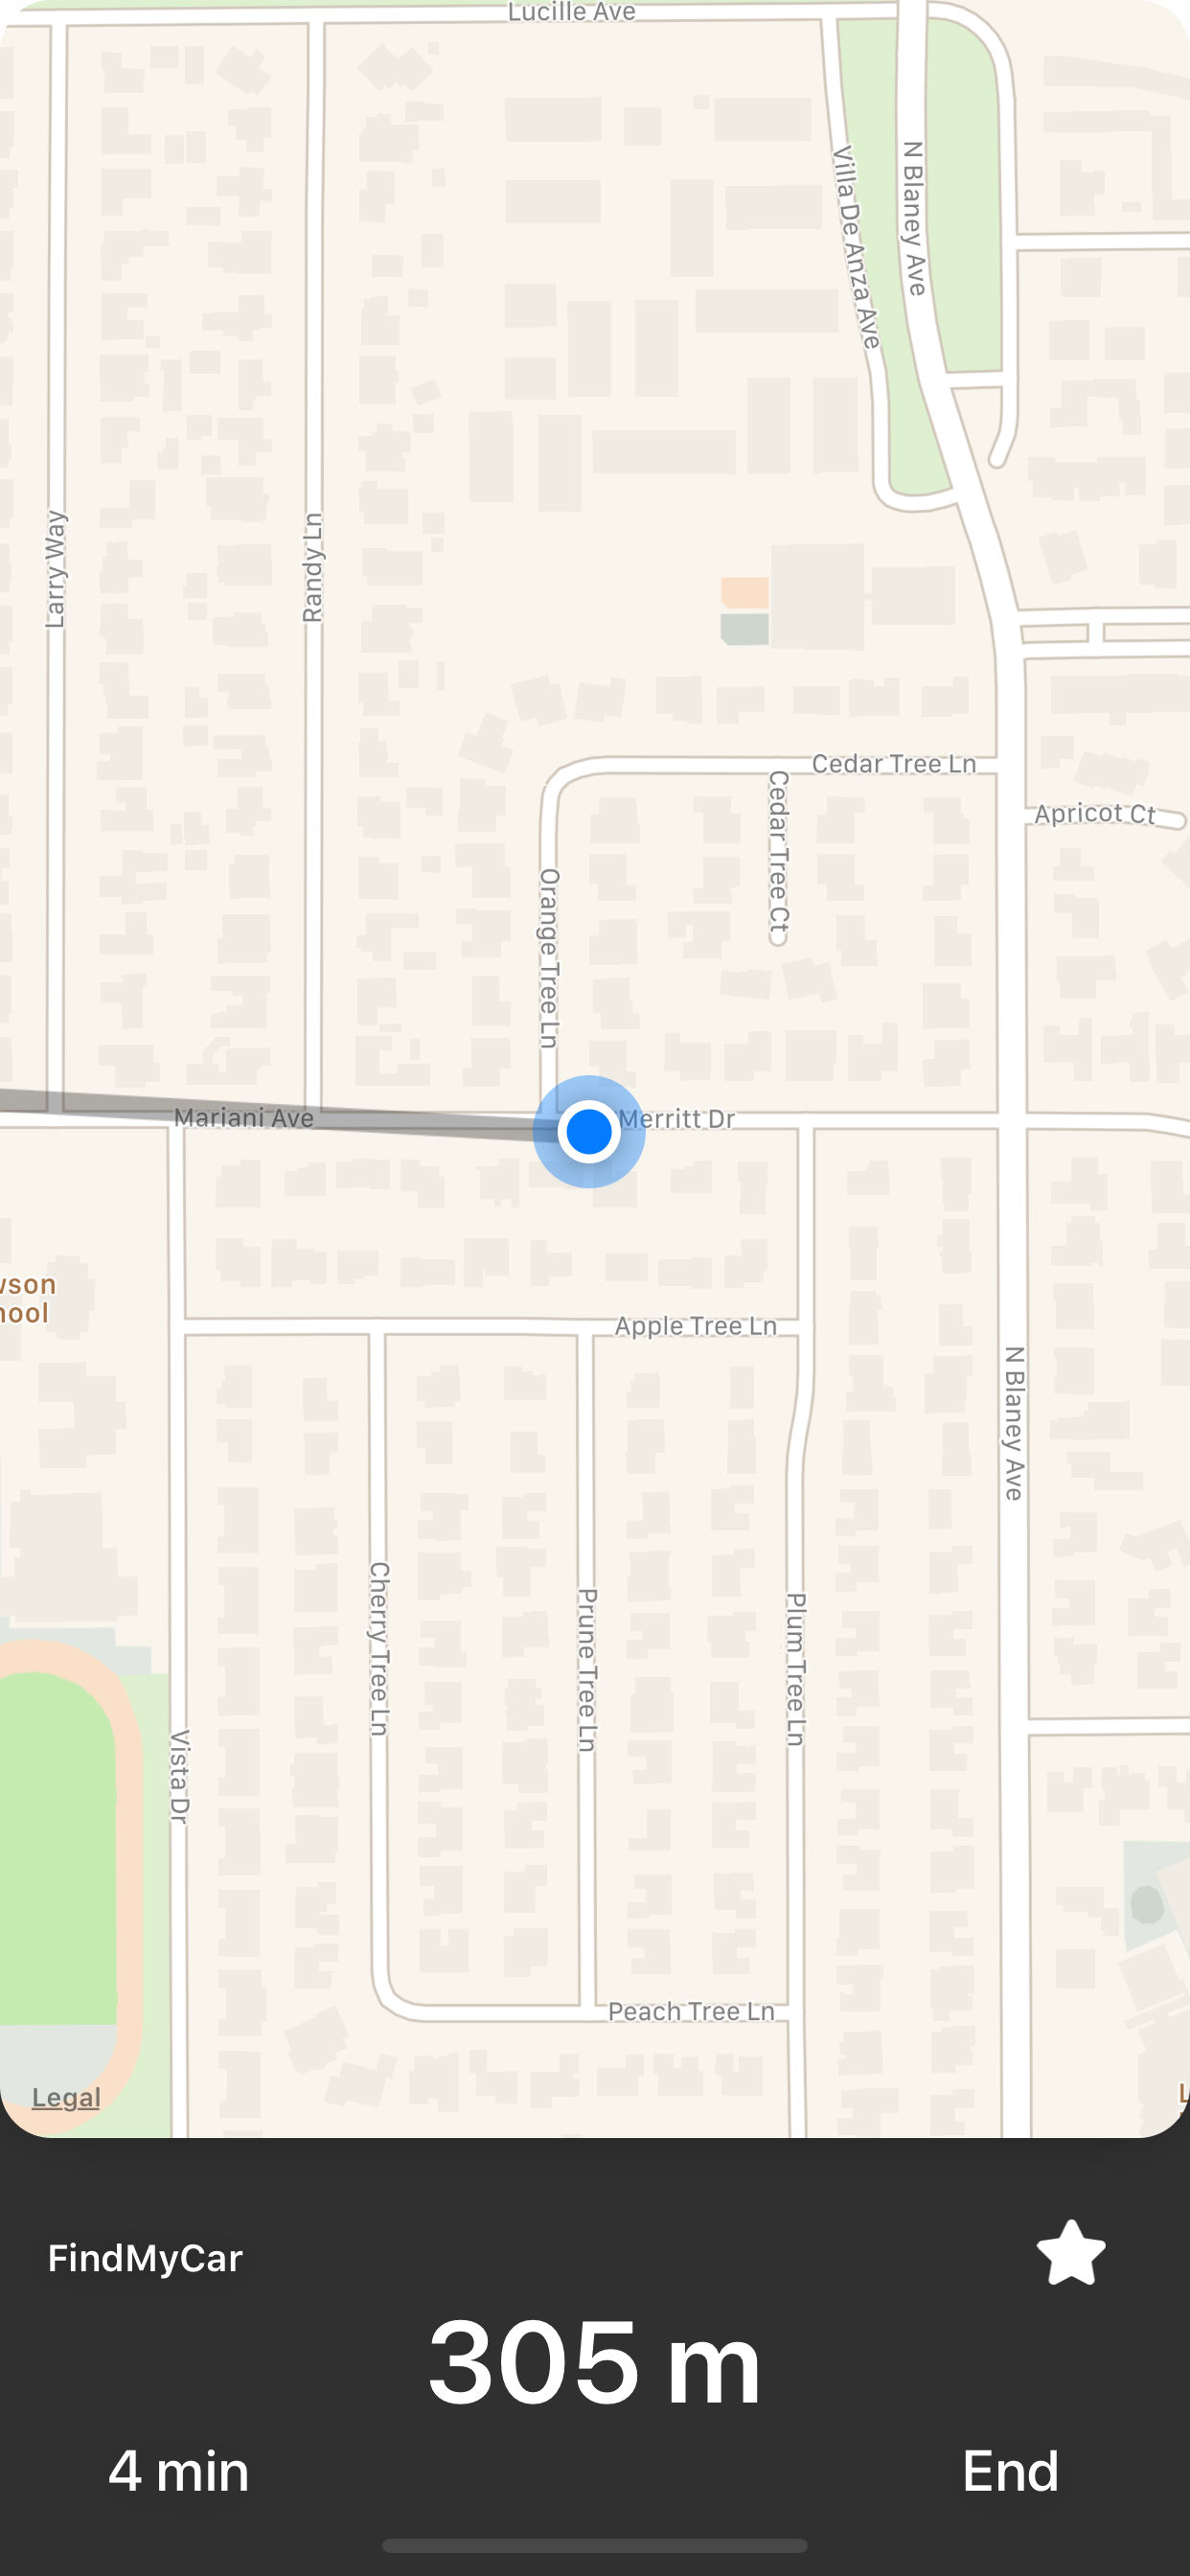 Lucille Ave
N Blaney Ave
Villa De Anza Ave
Larry Way
Randy Ln
Cedar Tree Ln
Cedar Tree Ct
Apricot Ct
Orange Tree Ln
Mariani Ave
Merritt Dr
wson
hool
Apple Tree Ln
N Blaney Ave
Cherry Tree Ln
Prune Tree Ln
Plum Tree Ln
Vista Dr
Peach Tree Ln
Legal
FindMyCar
305 m
4 min
End